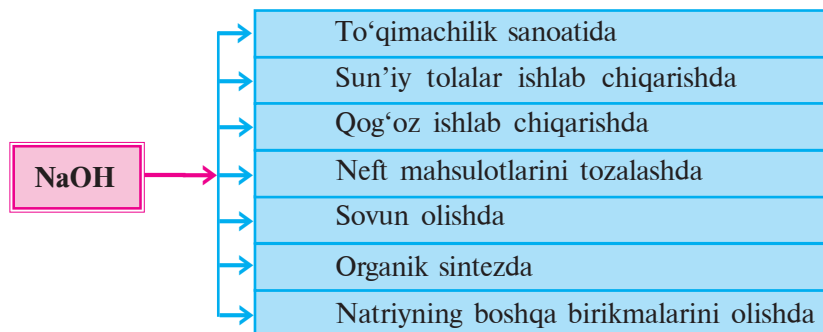 NaOH
To‘qimachilik sanoatida
Sun’iy tolalar ishlab chiqarishda
Qog‘oz ishlab chiqarishda
Neft mahsulotlarini tozalashda
Sovun olishda
Organik sintezda
Natriyning boshqa birikmalarini olishda